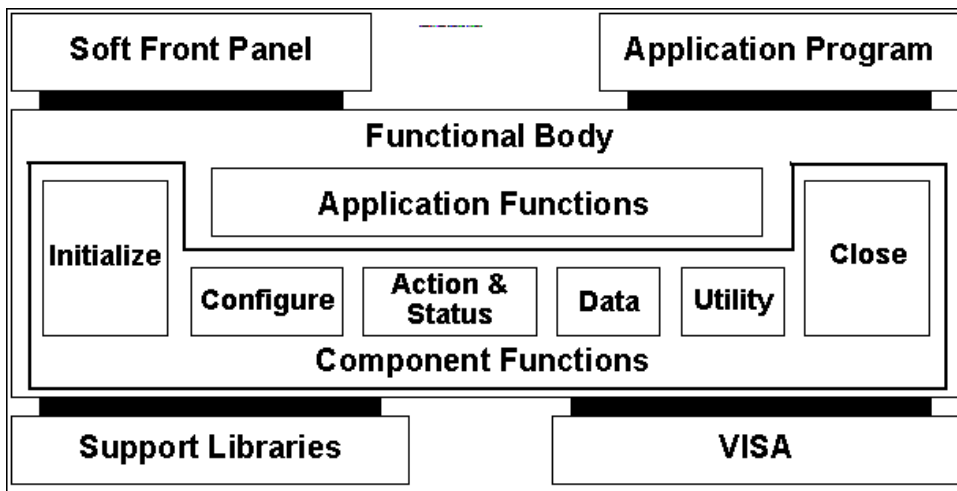 Soft Front Panel
Application Program
Functional Body
Application Functions
Initialize
Close
Configure
Action &
Status
Data
Utility
Component Functions
Support Libraries
VISA